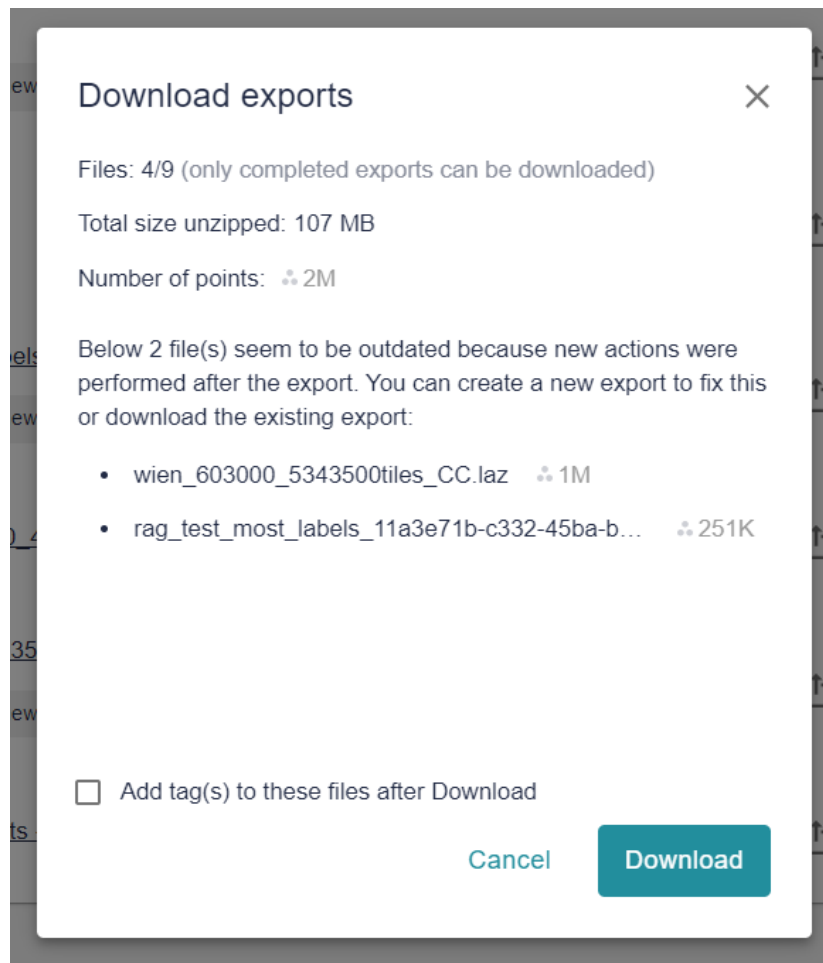 Download exports
Files: 4/9 (only completed exports can be downloaded)
Total size unzipped: 107 MB
Number of points: 2M
Below 2 file(s) seem to be outdated because new actions were
performed after the export. You can create a new export to fix this
or download the existing export:
• wien_603000_5343500tiles_CC.laz 1M
• rag_test_most_labels_11a3e71b-c332-45ba-b... 251K
Add tag(s) to these files after Download
Cancel Download